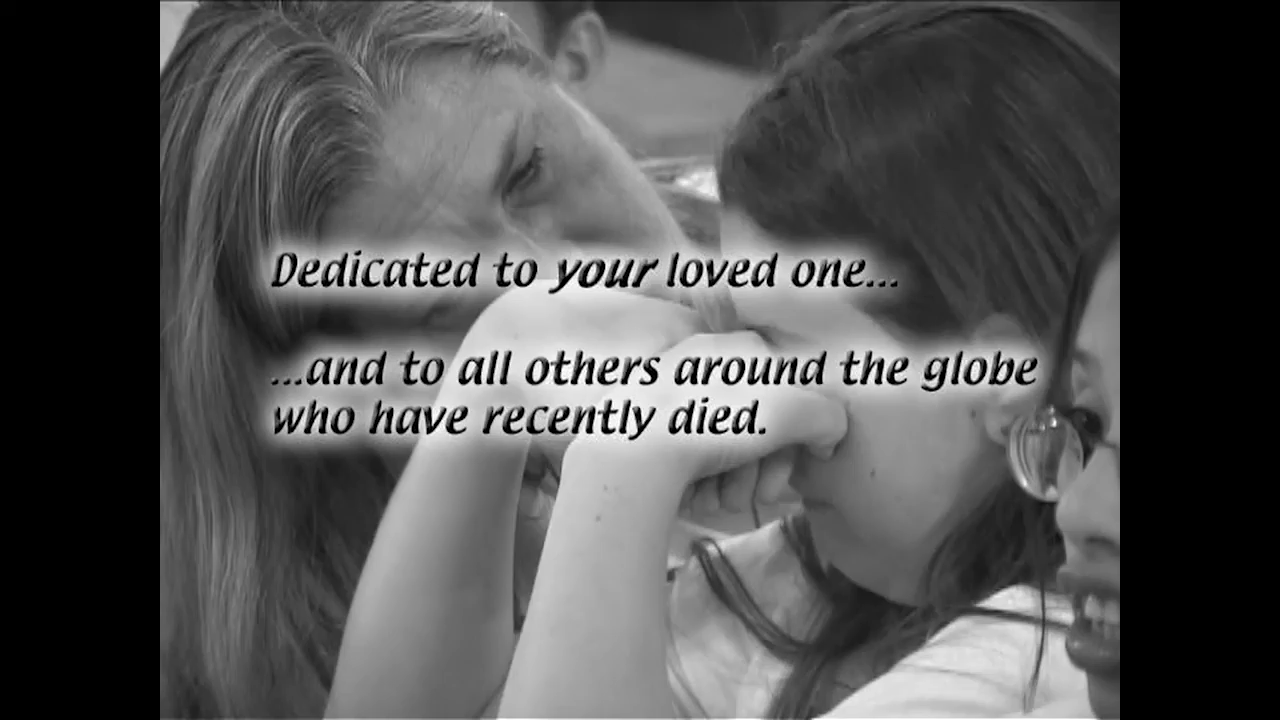 Dedicated to your loved one...
...and to all others around the globe
who have recently died.